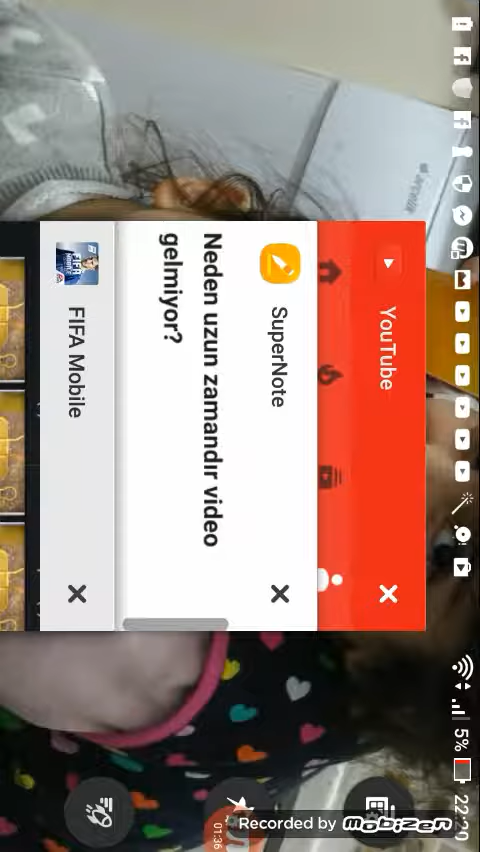 5% 22:20
YouTube
SuperNote
Neden uzun zamandır video
gelmiyor?
FIFA Mobile
01:36
Recorded by MOBIZEN